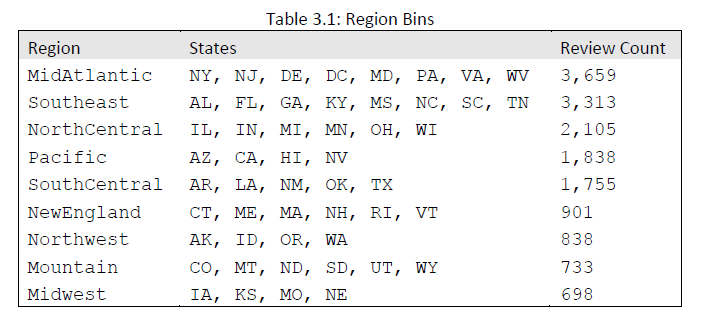 Table 3.1: Region Bins
Region States Review Count
MidAtlantic NY, NJ, DE, DC, MD, PA, VA, WV 3,659
Southeast AL, FL, GA, KY, MS, NC, SC, TN 3,313
NorthCentral IL, IN, MI, MN, OH, WI 2,105
Pacific AZ, CA, HI, NV 1,838
SouthCentral AR, LA, NM, OK, TX 1,755
NewEngland CT, ME, MA, NH, RI, VT 901
Northwest AK, ID, OR, WA 838
Mountain CO, MT, ND, SD, UT, WY 733
Midwest IA, KS, MO, NE 698